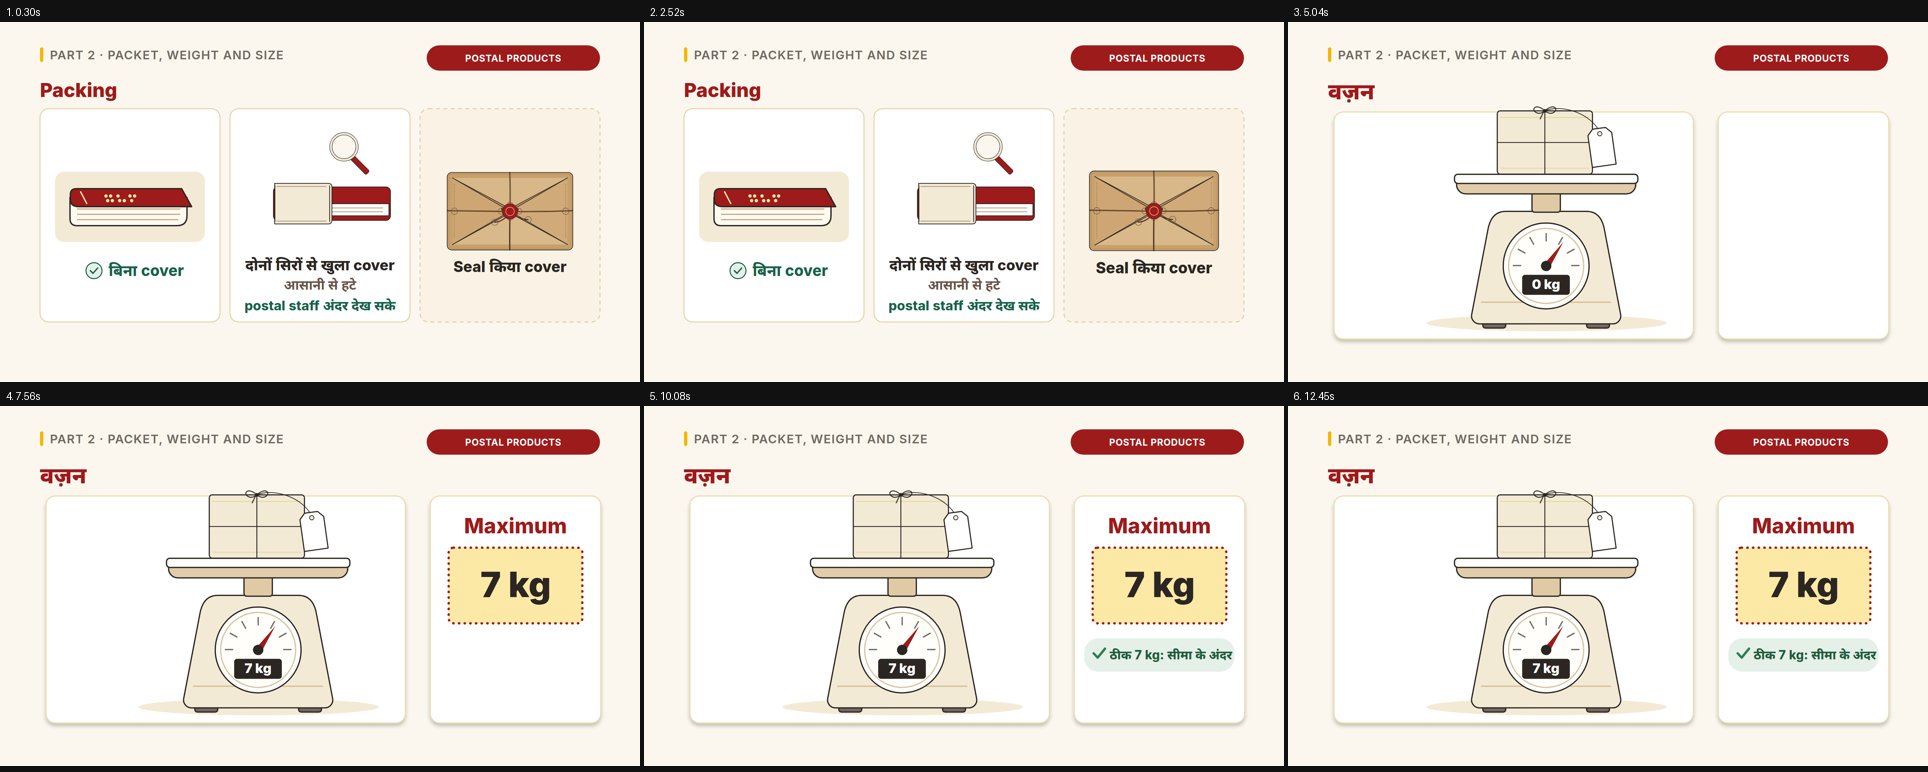 1. 0.30s
PART 2 · PACKET, WEIGHT AND SIZE
POSTAL PRODUCTS
Packing
बिना cover
दोनों सिरों से खुला cover
आसानी से हटे
postal staff अंदर देख सके
Seal किया cover
2. 2.52s
PART 2 · PACKET, WEIGHT AND SIZE
POSTAL PRODUCTS
Packing
बिना cover
दोनों सिरों से खुला cover
आसानी से हटे
postal staff अंदर देख सके
Seal किया cover
3. 5.04s
PART 2 · PACKET, WEIGHT AND SIZE
POSTAL PRODUCTS
वज़न
0 kg
4. 7.56s
PART 2 · PACKET, WEIGHT AND SIZE
POSTAL PRODUCTS
वज़न
7 kg
Maximum
7 kg
5. 10.08s
PART 2 · PACKET, WEIGHT AND SIZE
POSTAL PRODUCTS
वज़न
7 kg
Maximum
7 kg
ठीक 7 kg: सीमा के अंदर
6. 12.45s
PART 2 · PACKET, WEIGHT AND SIZE
POSTAL PRODUCTS
वज़न
7 kg
Maximum
7 kg
ठीक 7 kg: सीमा के अंदर